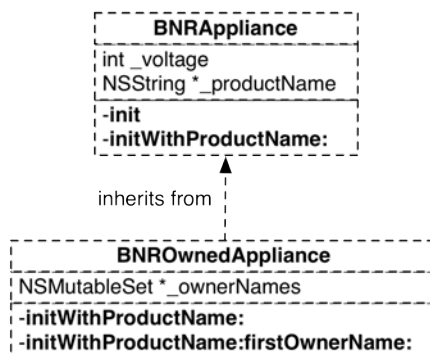 BNRAppliance
int _voltage
NSString *_productName
-init
-initWithProductName:
inherits from
BNROwnedAppliance
NSMutableSet *_ownerNames
-initWithProductName:
-initWithProductName:firstOwnerName: